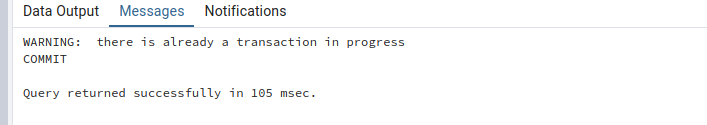 Data Output Messages Notifications
WARNING:  there is already a transaction in progress
COMMIT
Query returned successfully in 105 msec.